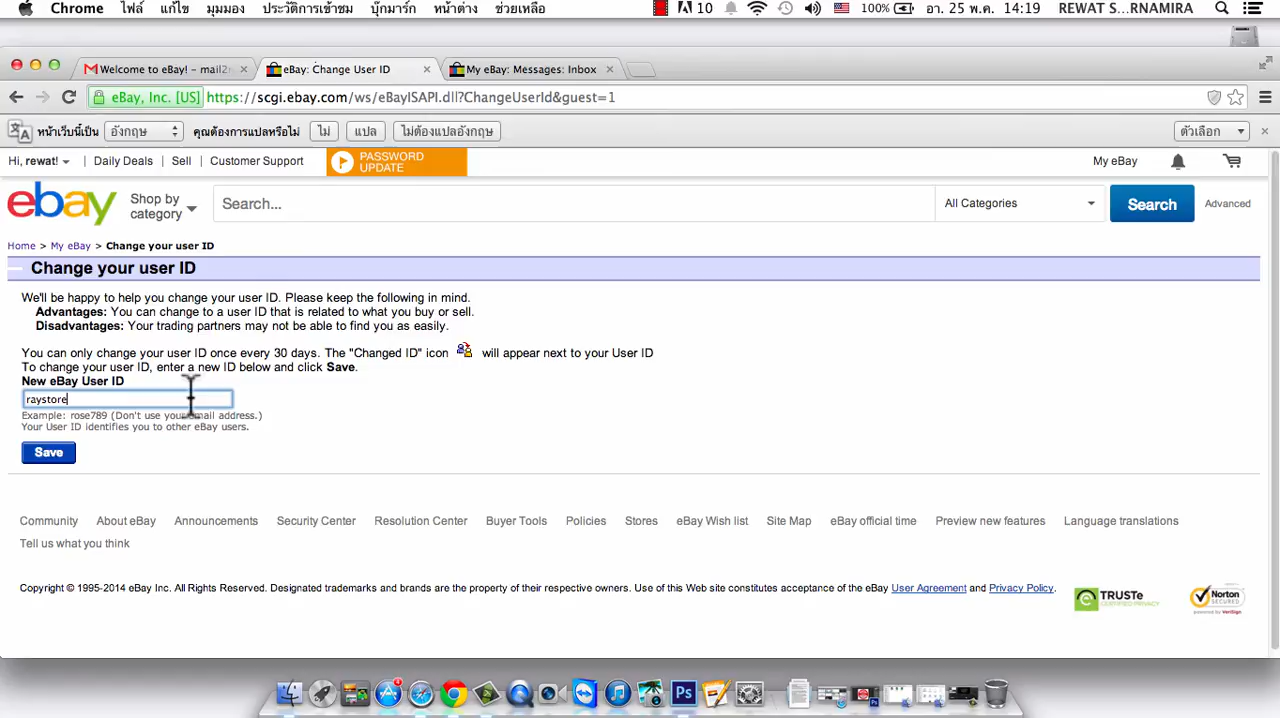 Chrome ไฟล์ แก้ไข มุมมอง ประวัติการเข้าชม บุ๊กมาร์ก หน้าต่าง ช่วยเหลือ 10 100% อา. 25 พ.ค. 14:19 REWAT S...RNAMIRA
Welcome to eBay! – mail2r eBay: Change User ID My eBay: Messages: Inbox
eBay, Inc. [US] https://scgi.ebay.com/ws/eBayISAPI.dll?ChangeUserId&guest=1
หน้าเว็บนี้เป็น อังกฤษ คุณต้องการแปลหรือไม่ ไม่ แปล ไม่ต้องแปลอังกฤษ ตัวเลือก
Hi, rewat! Daily Deals Sell Customer Support PASSWORD UPDATE My eBay
ebay Shop by category Search... All Categories Search Advanced
Home > My eBay > Change your user ID
Change your user ID
We'll be happy to help you change your user ID. Please keep the following in mind.
Advantages: You can change to a user ID that is related to what you buy or sell.
Disadvantages: Your trading partners may not be able to find you as easily.
You can only change your user ID once every 30 days. The "Changed ID" icon will appear next to your User ID
To change your user ID, enter a new ID below and click Save.
New eBay User ID
raystore
Example: rose789 (Don't use your email address.)
Your User ID identifies you to other eBay users.
Save
Community About eBay Announcements Security Center Resolution Center Buyer Tools Policies Stores eBay Wish list Site Map eBay official time Preview new features Language translations
Tell us what you think
Copyright © 1995-2014 eBay Inc. All Rights Reserved. Designated trademarks and brands are the property of their respective owners. Use of this Web site constitutes acceptance of the eBay User Agreement and Privacy Policy.
TRUSTe
CERTIFIED PRIVACY
Norton
SECURED
powered by VeriSign
Ps